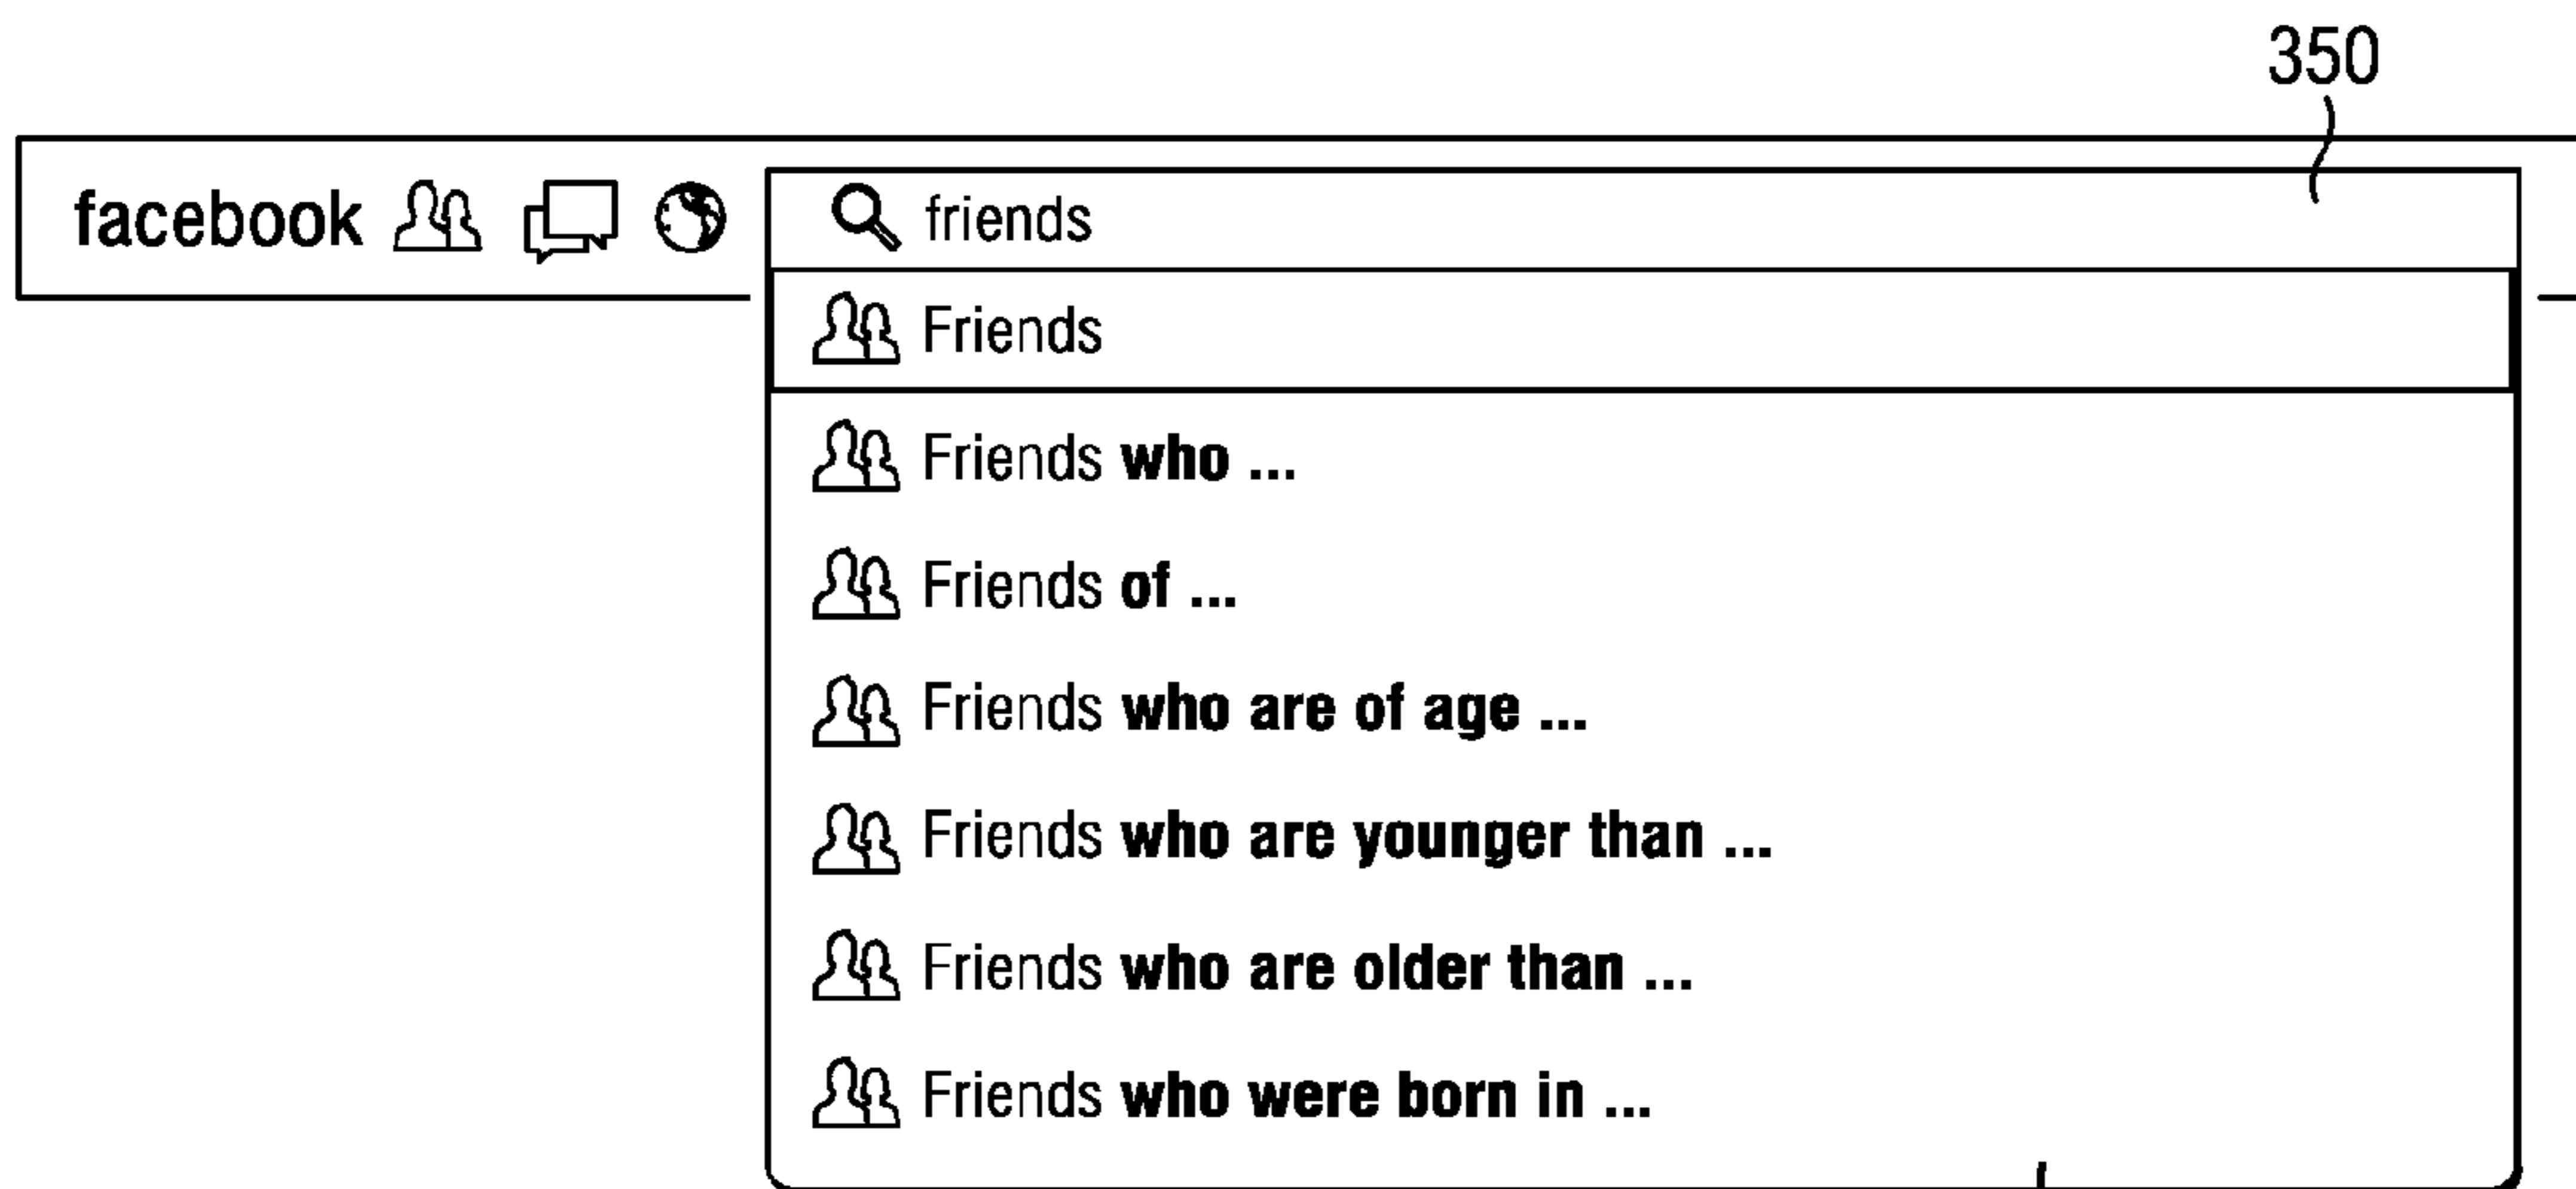 350
facebook friends
Friends
Friends who ...
Friends of ...
Friends who are of age ...
Friends who are younger than ...
Friends who are older than ...
Friends who were born in ...